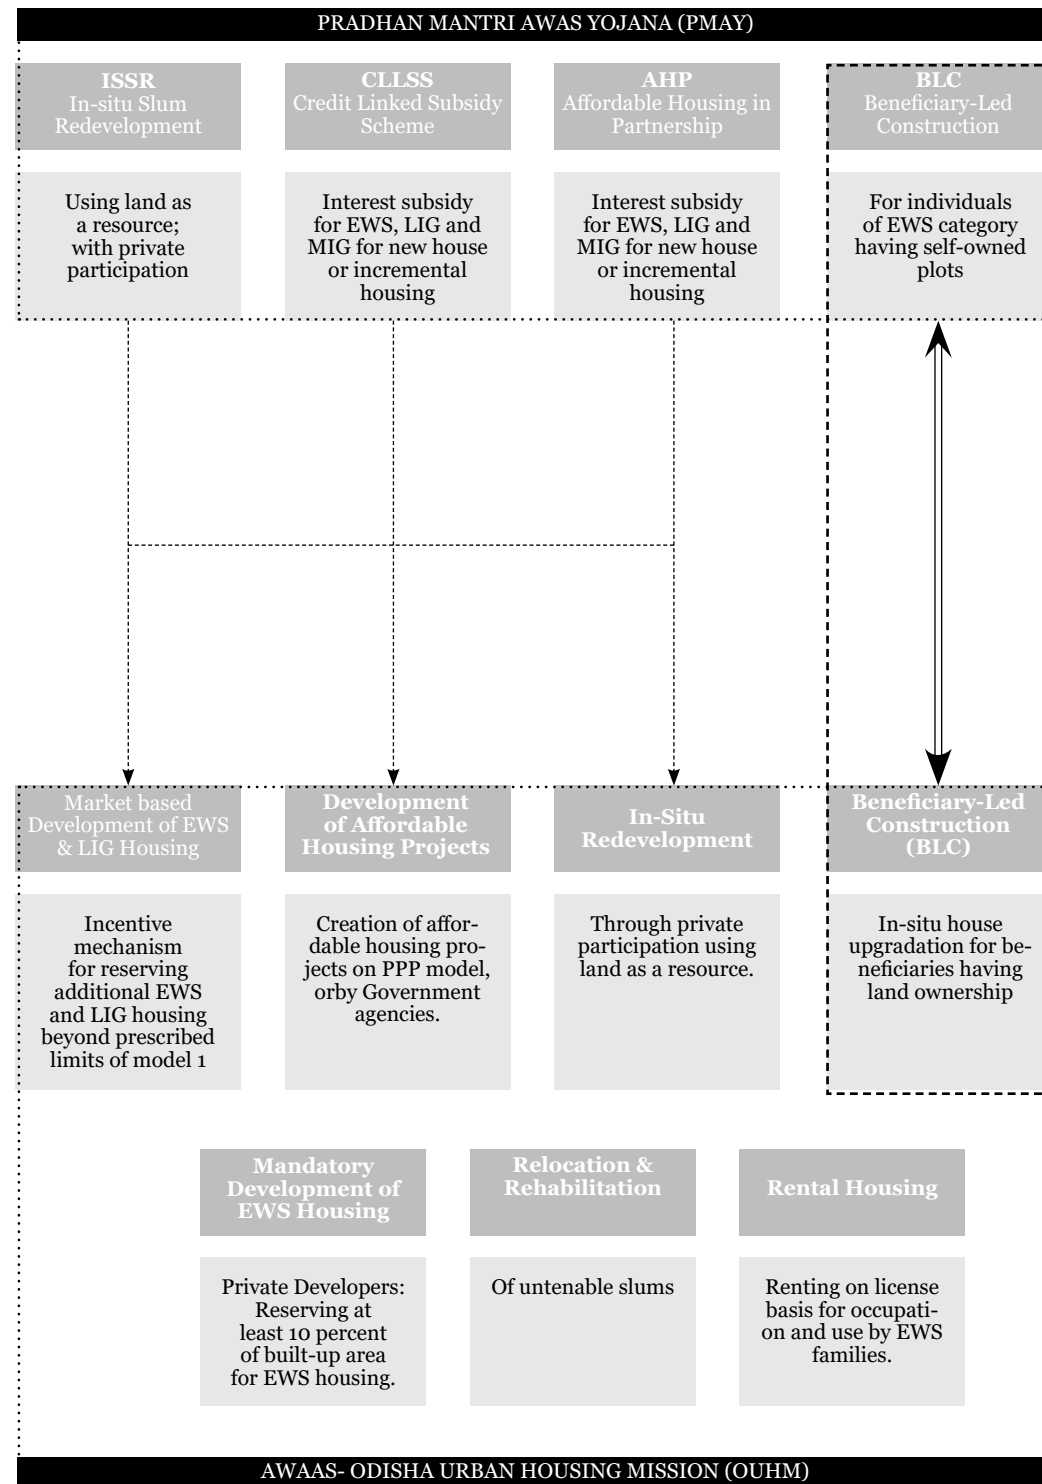 PRADHAN MANTRI AWAS YOJANA (PMAY)
ISSR
In-situ Slum
Redevelopment
CLLSS
Credit Linked Subsidy
Scheme
AHP
Affordable Housing in
Partnership
BLC
Beneficiary-Led
Construction
Using land as
a resource;
with private
participation
Interest subsidy
for EWS, LIG and
MIG for new house
or incremental
housing
Interest subsidy
for EWS, LIG and
MIG for new house
or incremental
housing
For individuals
of EWS category
having self-owned
plots
Market based
Development of EWS
& LIG Housing
Development
of Affordable
Housing Projects
In-Situ
Redevelopment
Beneficiary-Led
Construction
(BLC)
Incentive
mechanism
for reserving
additional EWS
and LIG housing
beyond prescribed
limits of model 1
Creation of affor-
dable housing pro-
jects on PPP model,
orby Government
agencies.
Through private
participation using
land as a resource.
In-situ house
upgradation for be-
neficiaries having
land ownership
Mandatory
Development of
EWS Housing
Relocation &
Rehabilitation
Rental Housing
Private Developers:
Reserving at
least 10 percent
of built-up area
for EWS housing.
Of untenable slums
Renting on license
basis for occupati-
on and use by EWS
families.
AWAAS- ODISHA URBAN HOUSING MISSION (OUHM)